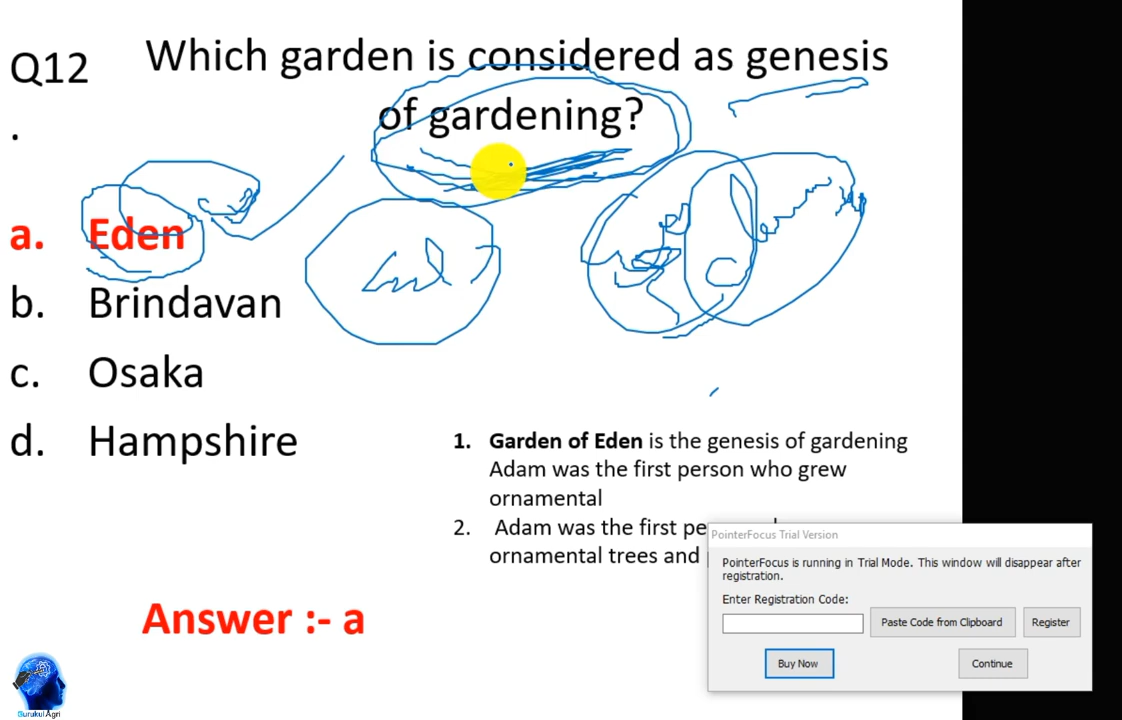 Q12
.
Which garden is considered as genesis
of gardening?
a. Eden
b. Brindavan
c. Osaka
d. Hampshire
1. Garden of Eden is the genesis of gardening
Adam was the first person who grew
ornamental
2. Adam was the first
ornamental trees and
Answer :- a
PointerFocus Trial Version
PointerFocus is running in Trial Mode. This window will disappear after
registration.
Enter Registration Code:
Paste Code from Clipboard
Register
Buy Now
Continue
Gurukul Agri